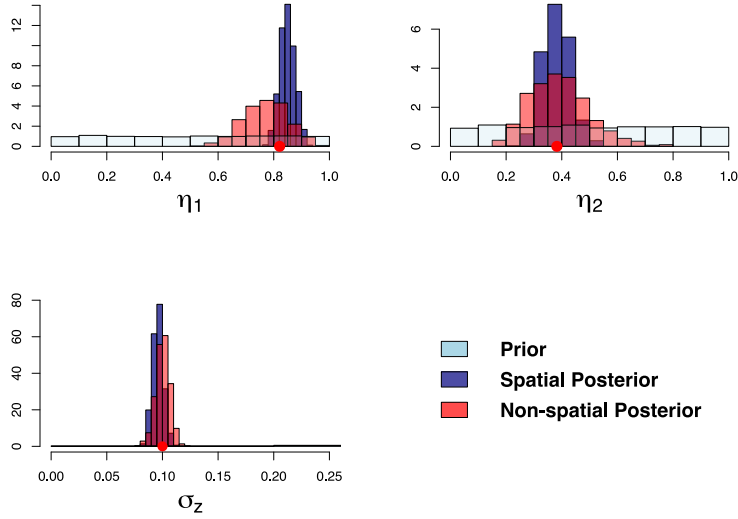 0 2 4 6 8 12
0.0 0.2 0.4 0.6 0.8 1.0
η1
0 2 4 6
0.0 0.2 0.4 0.6 0.8 1.0
η2
0 20 40 60 80
0.00 0.05 0.10 0.15 0.20 0.25
σz
Prior
Spatial Posterior
Non-spatial Posterior